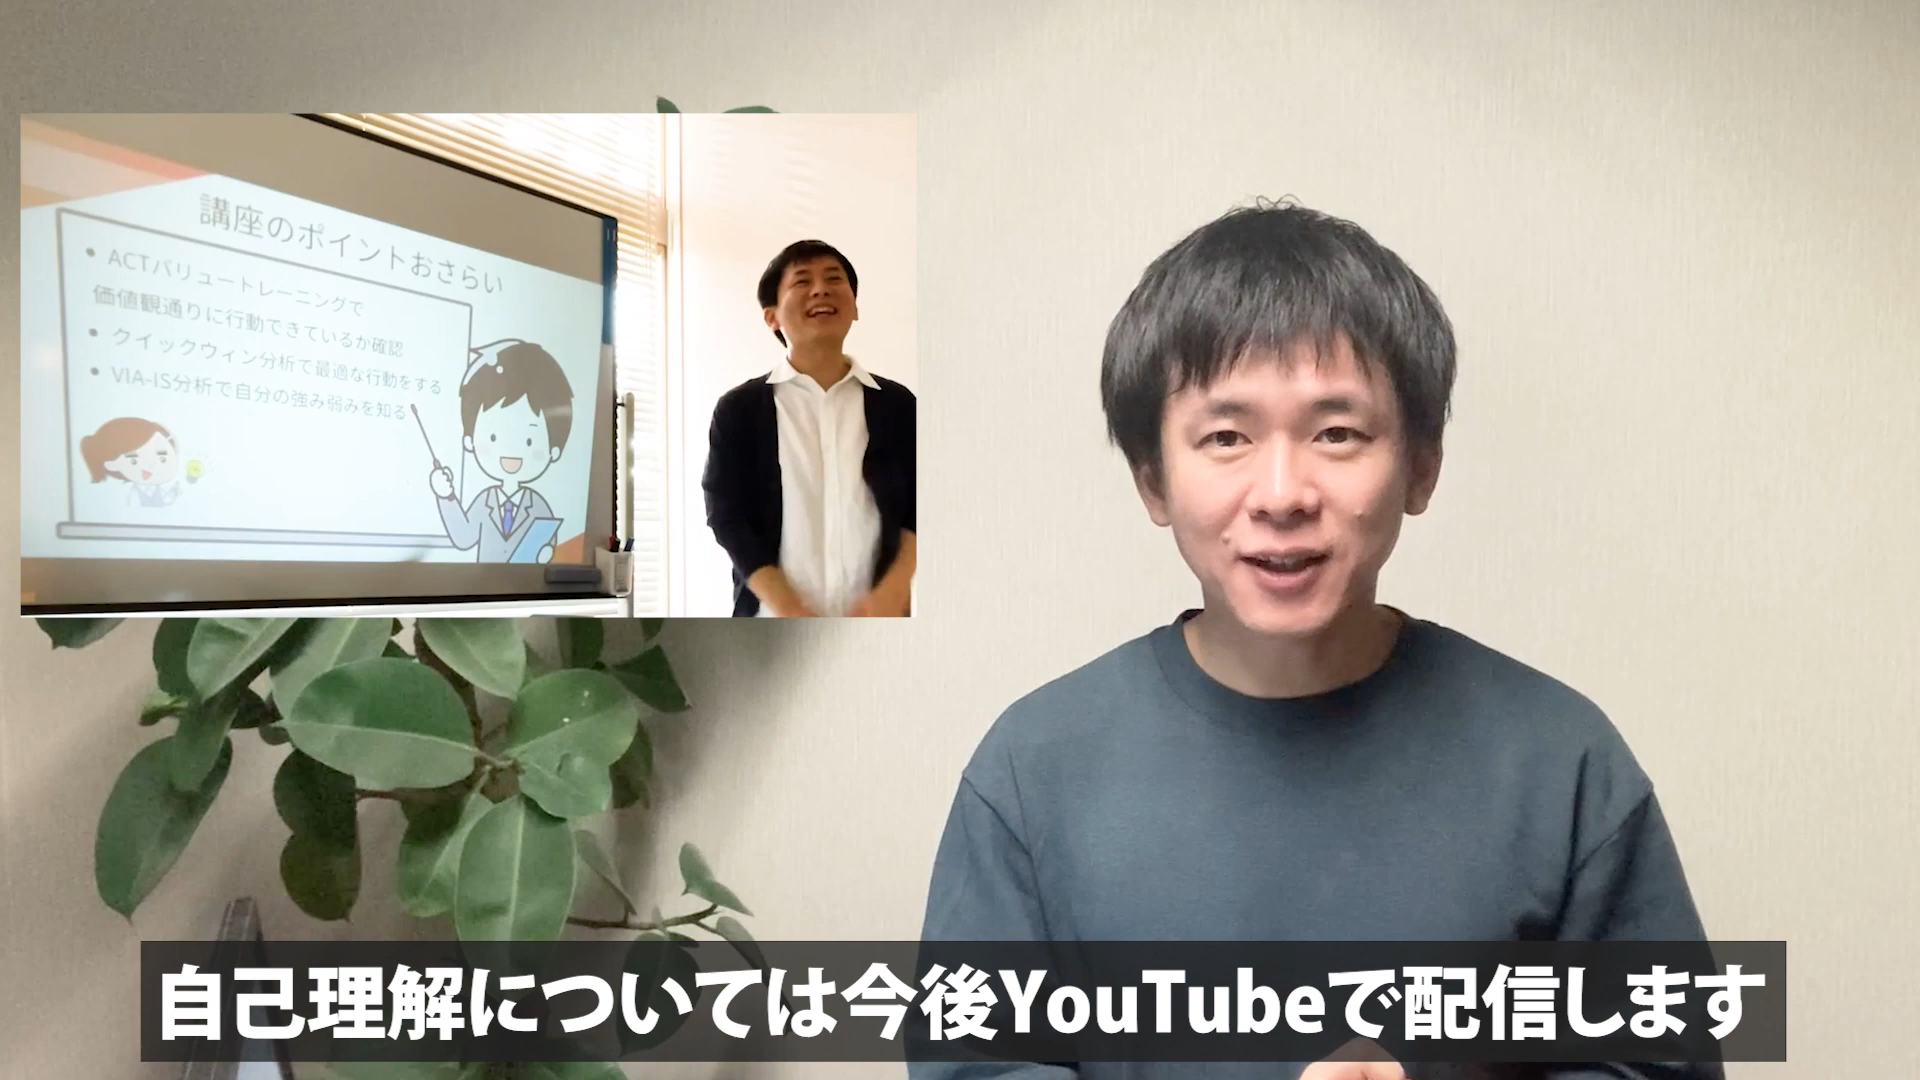 講座のポイントおさらい
• ACTバリュートレーニングで
価値観通りに行動できているか確認
• クイックウィン分析で最適な行動をする
• VIA-IS分析で自分の強み弱みを知る
自己理解については今後YouTubeで配信します